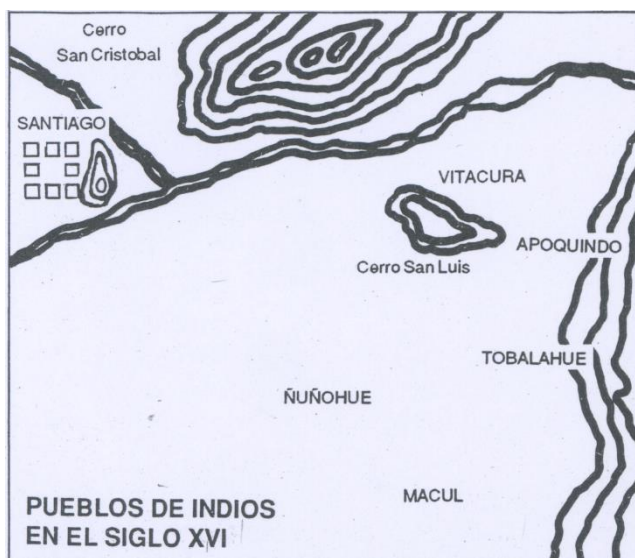 Cerro
San Cristobal
SANTIAGO
VITACURA
APOQUINDO
Cerro San Luis
TOBALAHUE
ÑUÑOHUE
MACUL
PUEBLOS DE INDIOS
EN EL SIGLO XVI